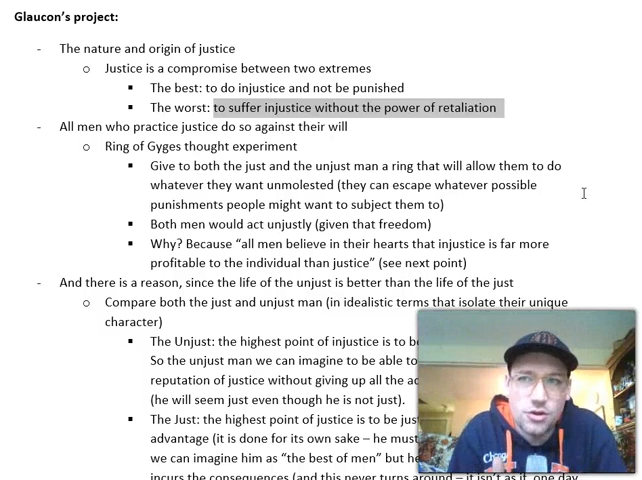 Glaucon's project:
- The nature and origin of justice
o Justice is a compromise between two extremes
▪ The best: to do injustice and not be punished
▪ The worst: to suffer injustice without the power of retaliation
- All men who practice justice do so against their will
o Ring of Gyges thought experiment
▪ Give to both the just and the unjust man a ring that will allow them to do
whatever they want unmolested (they can escape whatever possible
punishments people might want to subject them to)
▪ Both men would act unjustly (given that freedom)
▪ Why? Because “all men believe in their hearts that injustice is far more
profitable to the individual than justice” (see next point)
- And there is a reason, since the life of the unjust is better than the life of the just
o Compare both the just and unjust man (in idealistic terms that isolate their unique
character)
▪ The Unjust: the highest point of injustice is to
So the unjust man we can imagine to be able to
reputation of justice without giving up all the
(he will seem just even though he is not just).
▪ The Just: the highest point of justice is to be
advantage (it is done for its own sake – he must
we can imagine him as “the best of men” but
incurs the consequences (and this never turns around – it isn't as if one day